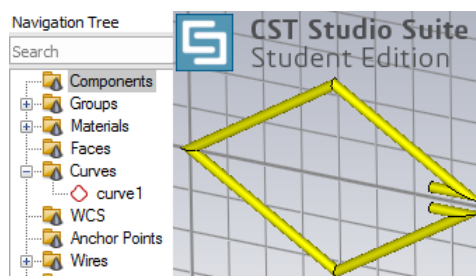 Navigation Tree
Search
Components
Groups
Materials
Faces
Curves
curve1
WCS
Anchor Points
Wires
CST Studio Suite
Student Edition